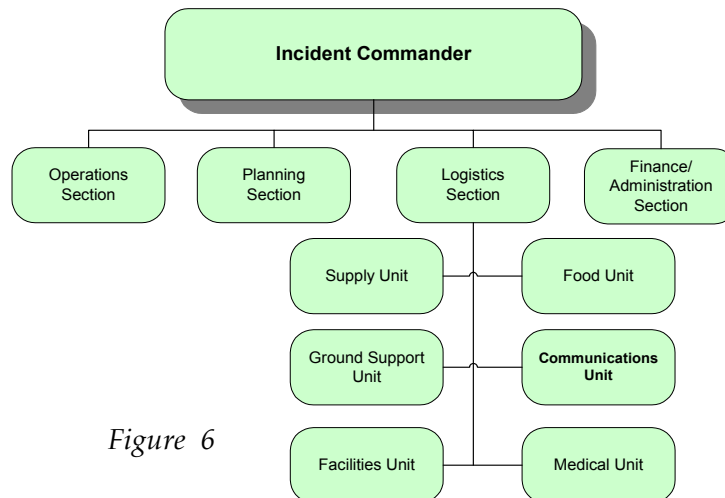 Incident Commander
Operations
Section
Planning
Section
Logistics
Section
Finance/
Administration
Section
Supply Unit
Food Unit
Ground Support
Unit
Communications
Unit
Figure 6
Facilities Unit
Medical Unit